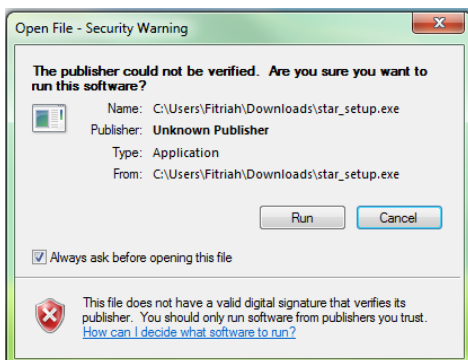 Open File - Security Warning
The publisher could not be verified.  Are you sure you want to
run this software?
Name: C:\Users\Fitriah\Downloads\star_setup.exe
Publisher: Unknown Publisher
Type: Application
From: C:\Users\Fitriah\Downloads\star_setup.exe
Run Cancel
Always ask before opening this file
This file does not have a valid digital signature that verifies its
publisher.  You should only run software from publishers you trust.
How can I decide what software to run?